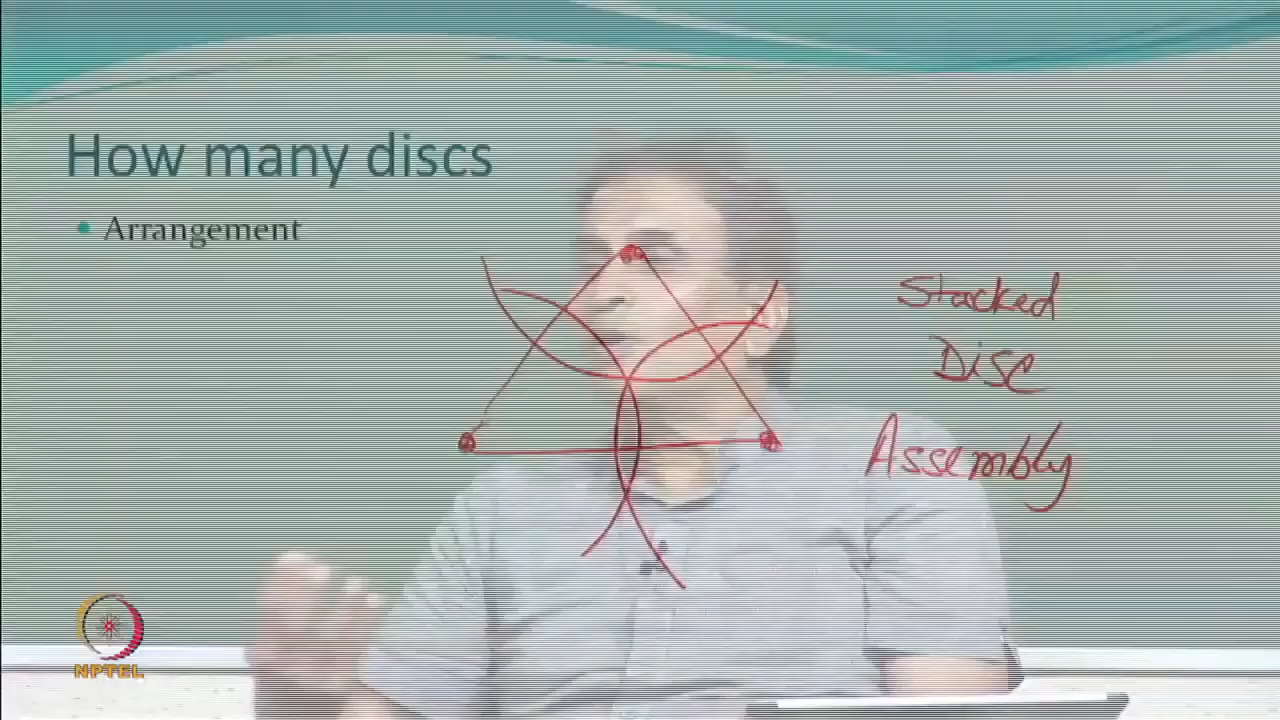 How many discs
• Arrangement
Stacked
Disc
Assembly
NPTEL